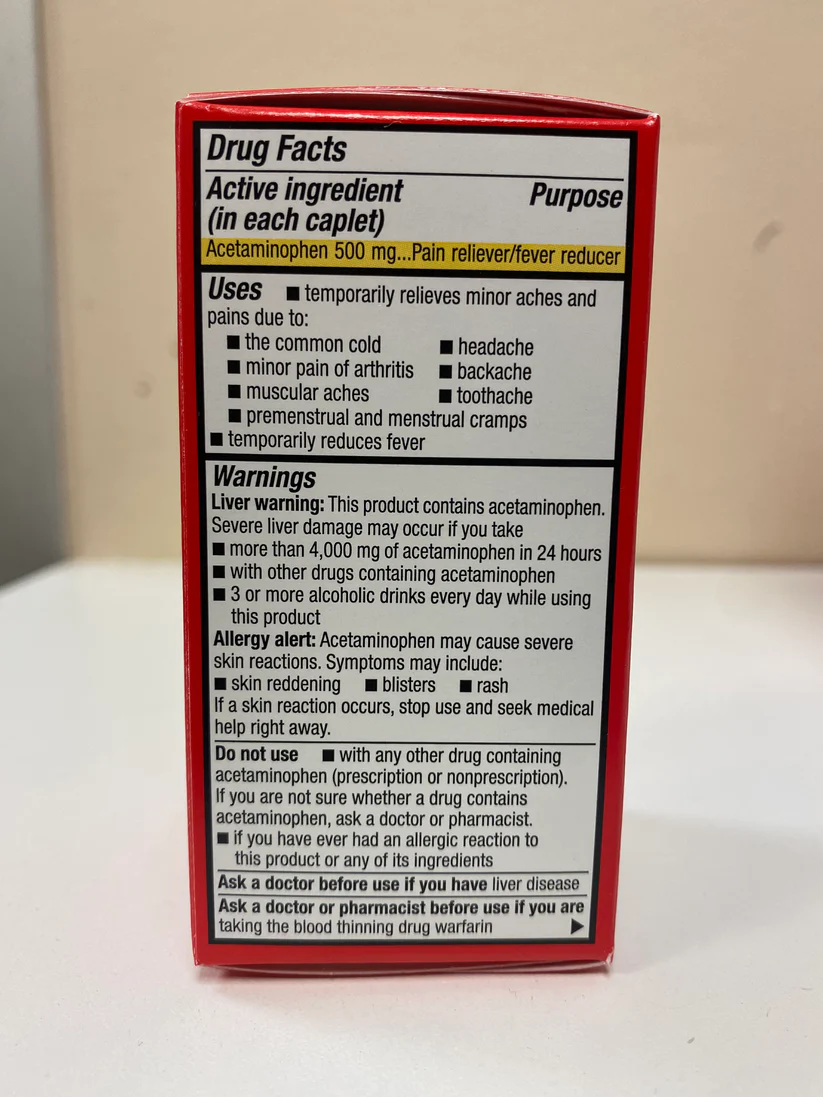 Drug Facts
Active ingredient Purpose
(in each caplet)
Acetaminophen 500 mg...Pain reliever/fever reducer
Uses ■ temporarily relieves minor aches and
pains due to:
■ the common cold ■ headache
■ minor pain of arthritis ■ backache
■ muscular aches ■ toothache
■ premenstrual and menstrual cramps
■ temporarily reduces fever
Warnings
Liver warning: This product contains acetaminophen.
Severe liver damage may occur if you take
■ more than 4,000 mg of acetaminophen in 24 hours
■ with other drugs containing acetaminophen
■ 3 or more alcoholic drinks every day while using
this product
Allergy alert: Acetaminophen may cause severe
skin reactions. Symptoms may include:
■ skin reddening ■ blisters ■ rash
If a skin reaction occurs, stop use and seek medical
help right away.
Do not use ■ with any other drug containing
acetaminophen (prescription or nonprescription).
If you are not sure whether a drug contains
acetaminophen, ask a doctor or pharmacist.
■ if you have ever had an allergic reaction to
this product or any of its ingredients
Ask a doctor before use if you have liver disease
Ask a doctor or pharmacist before use if you are
taking the blood thinning drug warfarin ▶